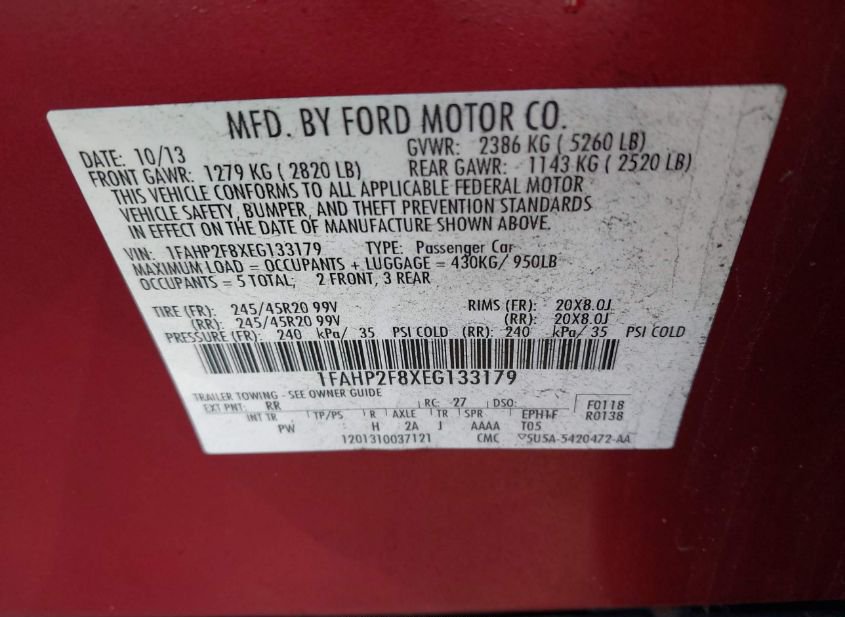 MFD. BY FORD MOTOR CO.
DATE: 10/13 GVWR: 2386 KG ( 5260 LB)
FRONT GAWR: 1279 KG ( 2820 LB) REAR GAWR: 1143 KG ( 2520 LB)
THIS VEHICLE CONFORMS TO ALL APPLICABLE FEDERAL MOTOR
VEHICLE SAFETY, BUMPER, AND THEFT PREVENTION STANDARDS
IN EFFECT ON THE DATE OF MANUFACTURE SHOWN ABOVE.
VIN: 1FAHP2F8XEG133179 TYPE: Passenger Car
MAXIMUM LOAD = OCCUPANTS + LUGGAGE = 430KG/ 950LB
OCCUPANTS = 5 TOTAL; 2 FRONT, 3 REAR
TIRE (FR): 245/45R20 99V RIMS (FR): 20X8.0J
(RR): 245/45R20 99V (RR): 20X8.0J
PRESSURE (FR): 240 kPa/ 35 PSI COLD (RR): 240 kPa/ 35 PSI COLD
1FAHP2F8XEG133179
TRAILER TOWING - SEE OWNER GUIDE
EXT PNT: RR RC: 27 DSO: F0118
INT TR TP/PS R AXLE TR SPR R0138
PW H 2A J AAAA T05
1201310037121 CMC 5U5A-5420472-AA